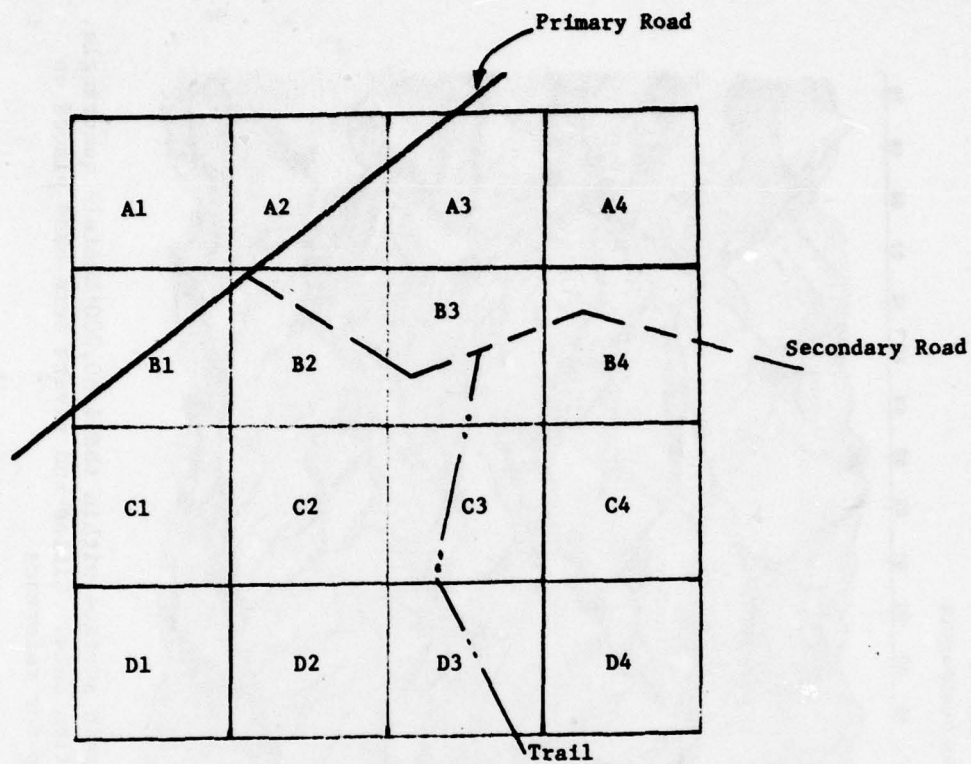 Primary Road
A1 A2 A3 A4
B1 B2 B3 B4
Secondary Road
C1 C2 C3 C4
D1 D2 D3 D4
Trail